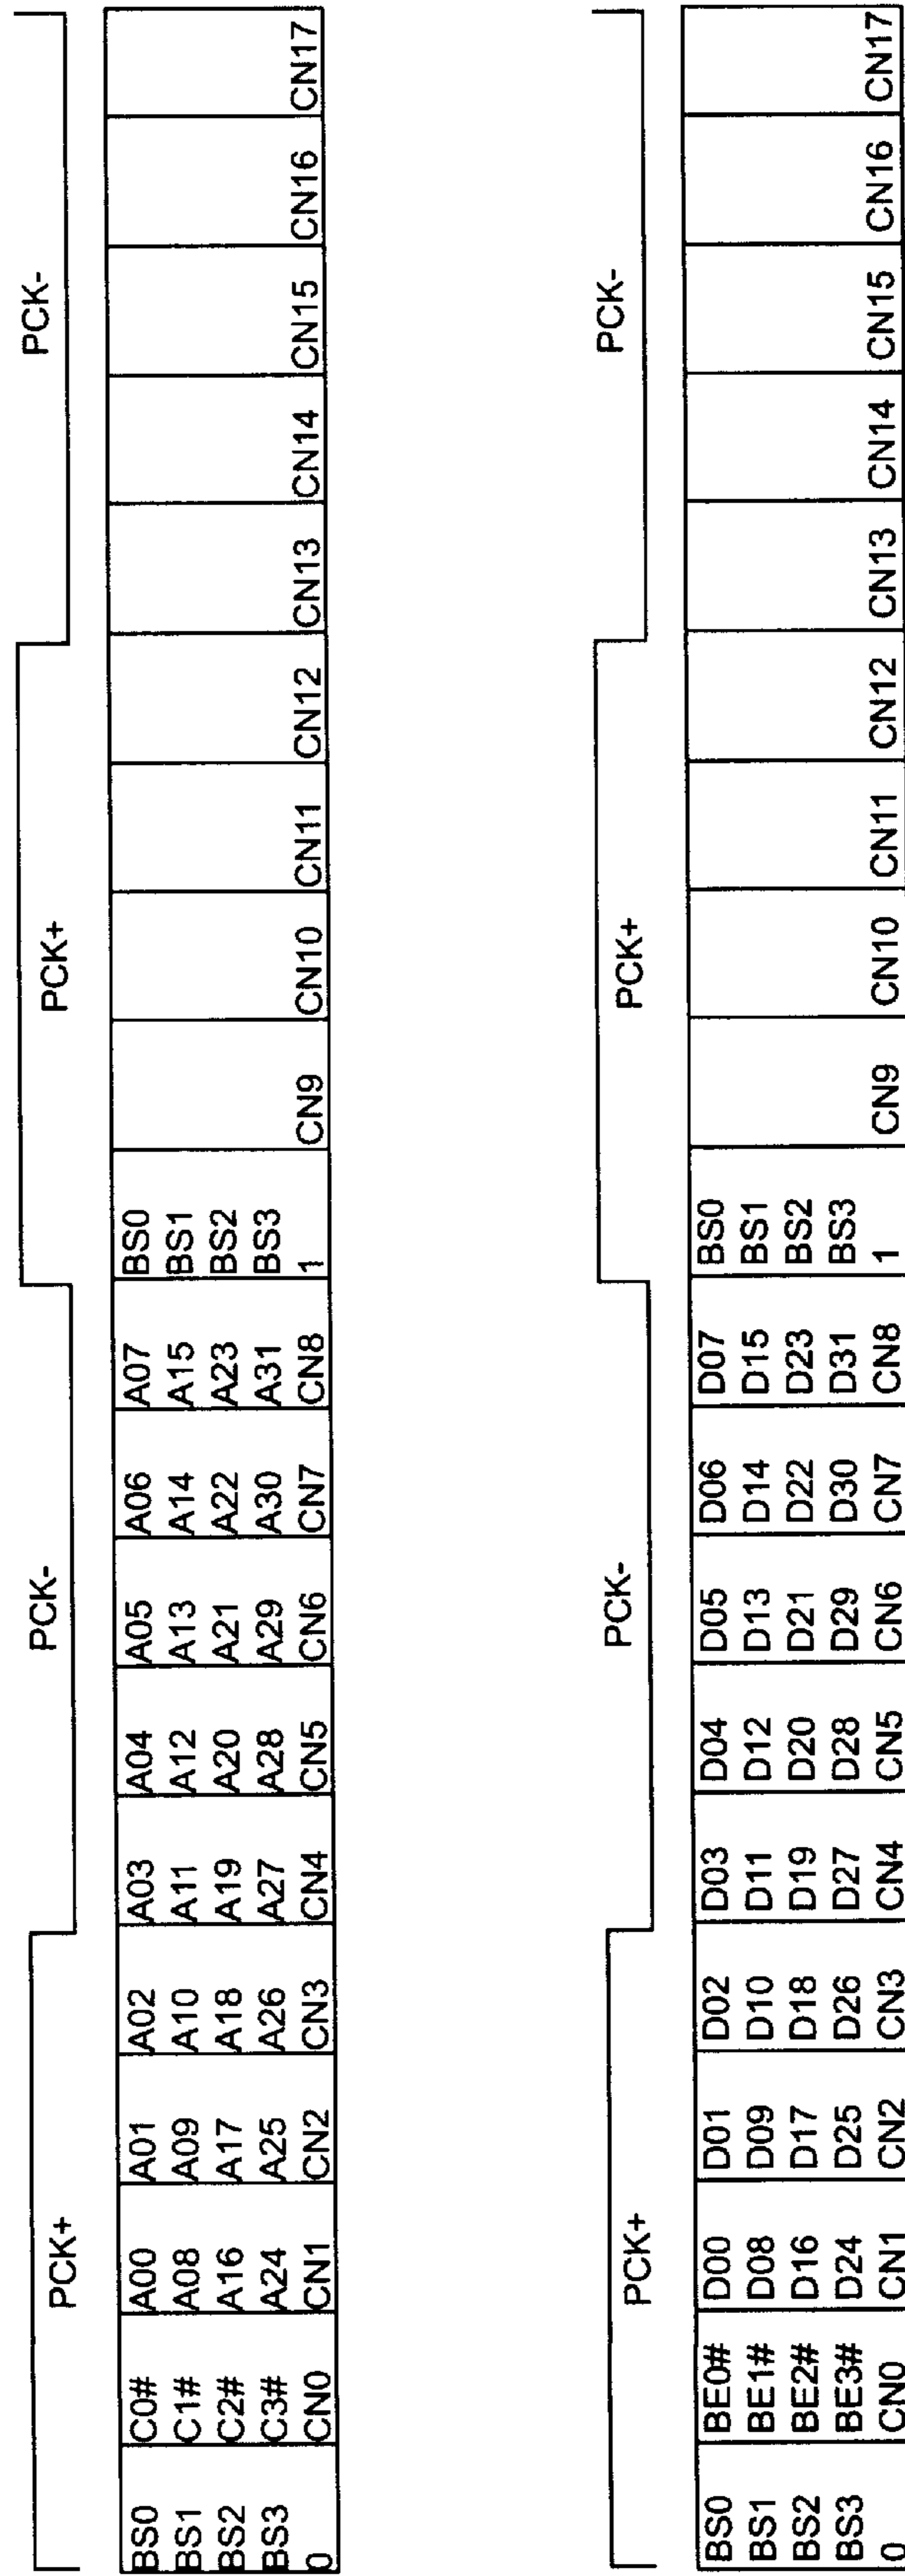 PCK+ PCK- PCK+ PCK-
BS0 C0# A00 A01 A02 A03 A04 A05 A06 A07 BS0
BS1 C1# A08 A09 A10 A11 A12 A13 A14 A15 BS1
BS2 C2# A16 A17 A18 A19 A20 A21 A22 A23 BS2
BS3 C3# A24 A25 A26 A27 A28 A29 A30 A31 BS3
0 CN0 CN1 CN2 CN3 CN4 CN5 CN6 CN7 CN8 1 CN9 CN10 CN11 CN12 CN13 CN14 CN15 CN16 CN17
PCK+ PCK- PCK+ PCK-
BS0 BE0# D00 D01 D02 D03 D04 D05 D06 D07 BS0
BS1 BE1# D08 D09 D10 D11 D12 D13 D14 D15 BS1
BS2 BE2# D16 D17 D18 D19 D20 D21 D22 D23 BS2
BS3 BE3# D24 D25 D26 D27 D28 D29 D30 D31 BS3
0 CN0 CN1 CN2 CN3 CN4 CN5 CN6 CN7 CN8 1 CN9 CN10 CN11 CN12 CN13 CN14 CN15 CN16 CN17